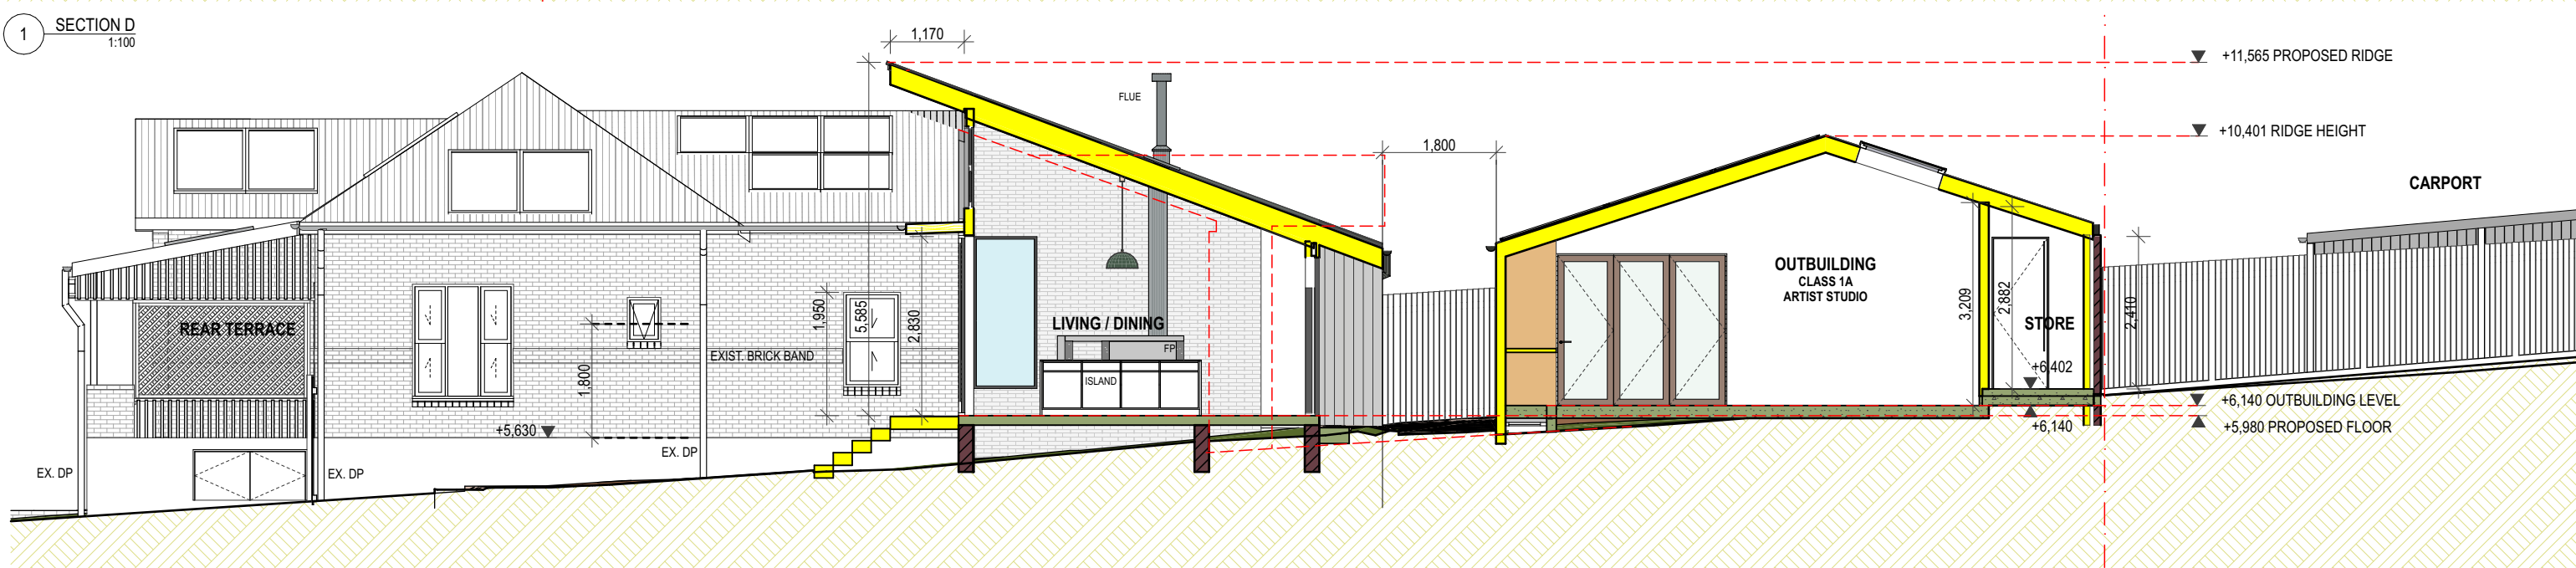 1
SECTION D
1:100
1,170
+11,565 PROPOSED RIDGE
FLUE
+10,401 RIDGE HEIGHT
1,800
CARPORT
OUTBUILDING
CLASS 1A
ARTIST STUDIO
REAR TERRACE
1,950
5,585
2,830
LIVING / DINING
3,209
2,882
STORE
2,410
EXIST. BRICK BAND
FP
1,800
ISLAND
+6,402
+6,140 OUTBUILDING LEVEL
+5,630
+6,140
+5,980 PROPOSED FLOOR
EX. DP
EX. DP
EX. DP